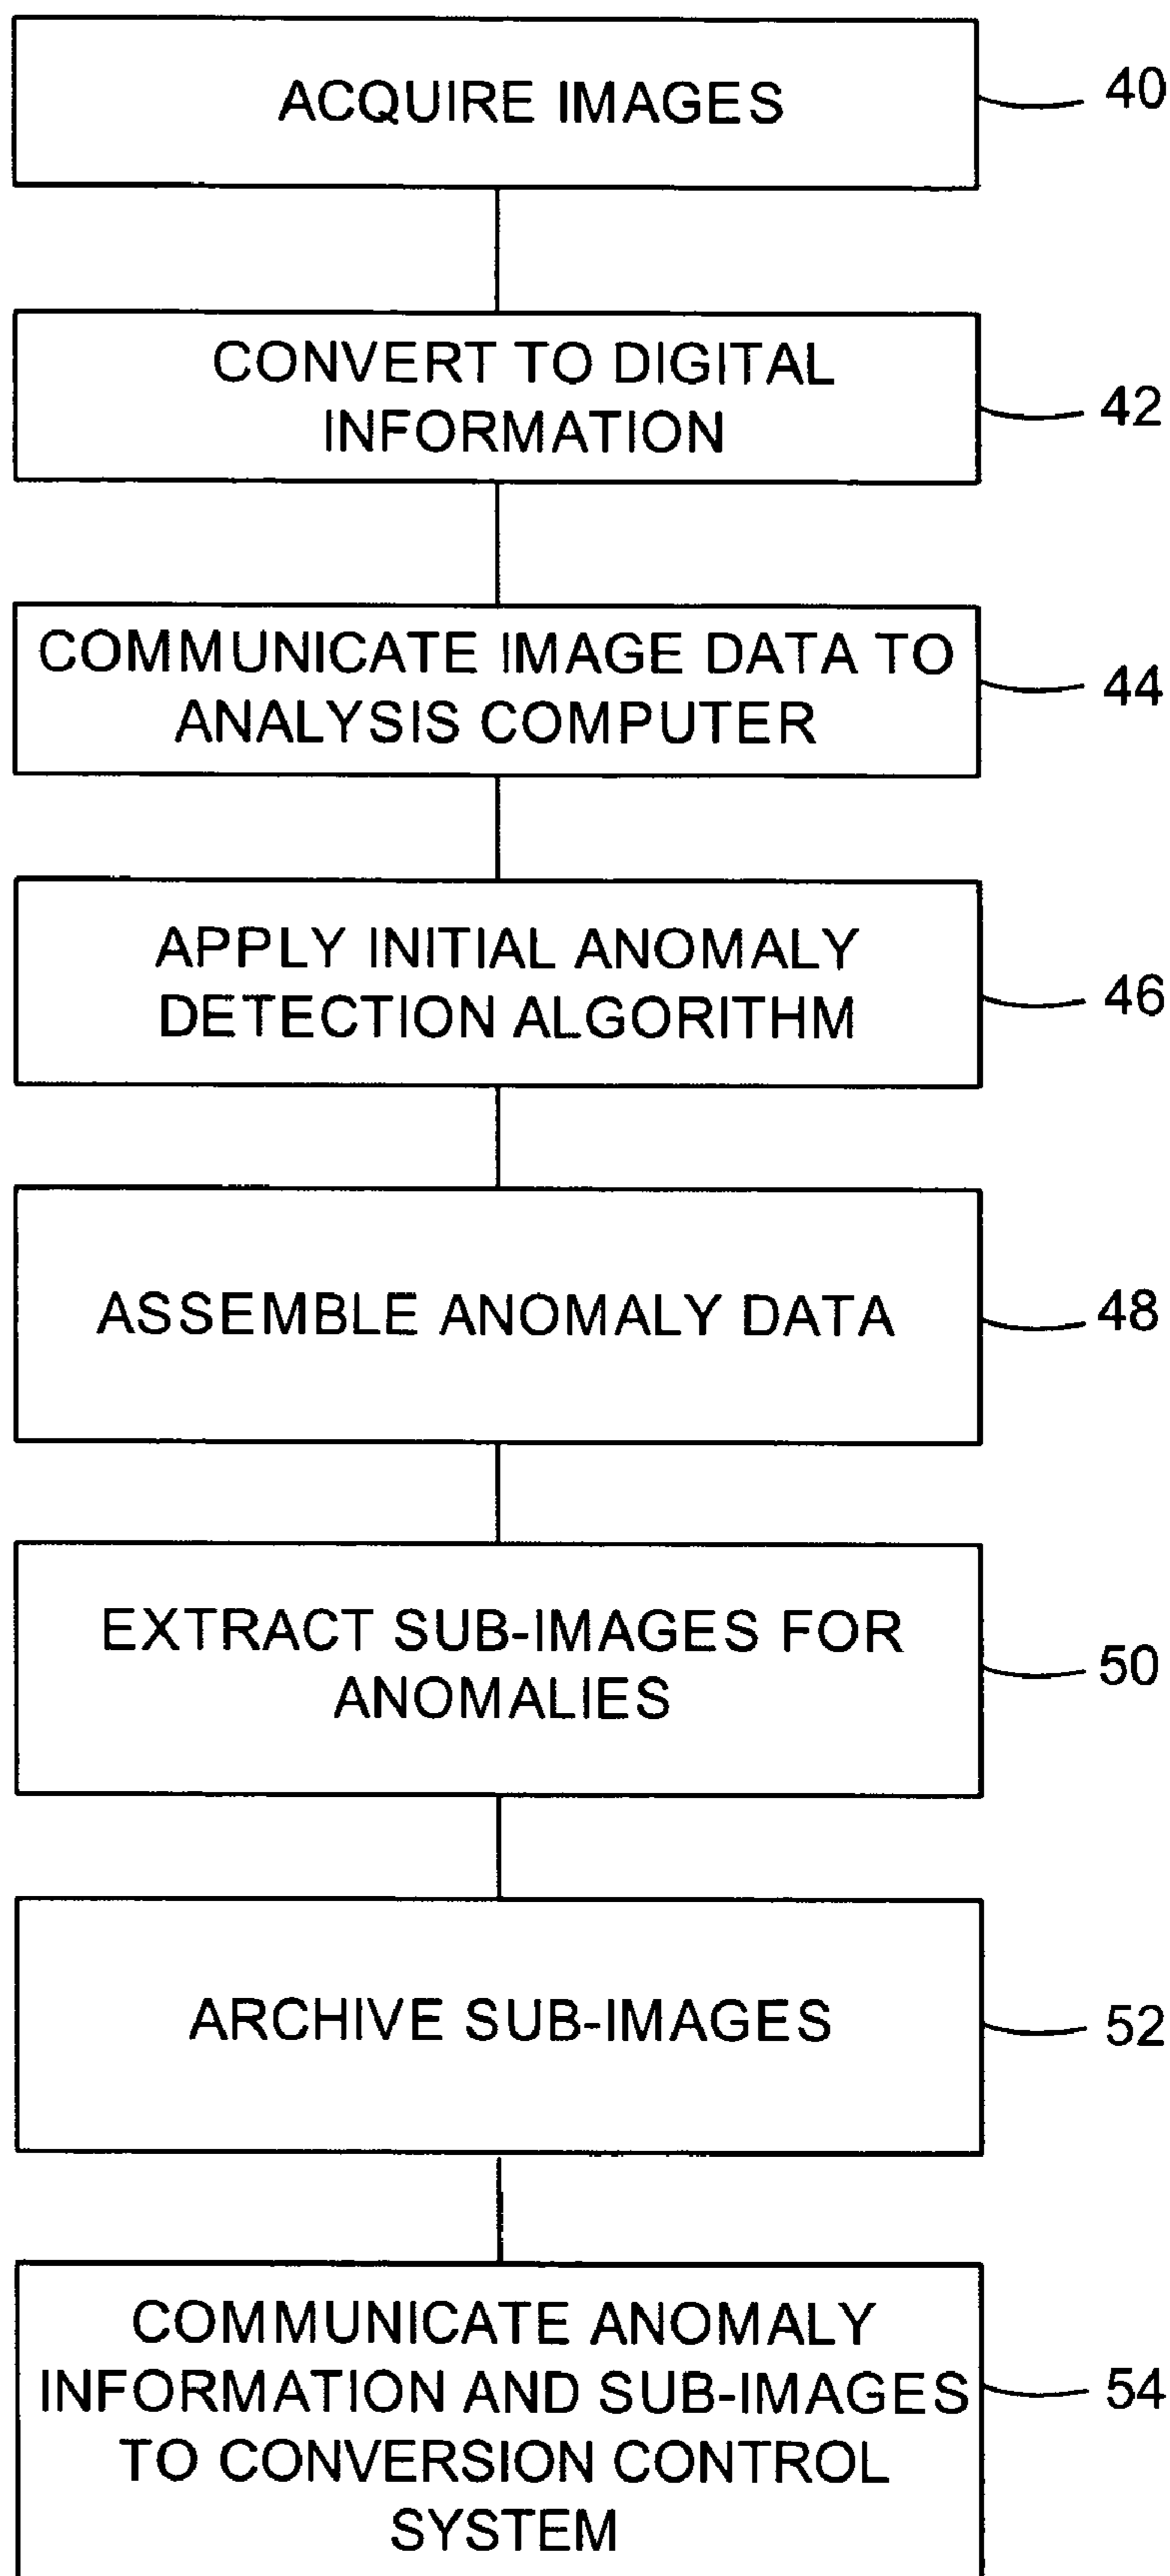 ACQUIRE IMAGES
40
CONVERT TO DIGITAL
INFORMATION
42
COMMUNICATE IMAGE DATA TO
ANALYSIS COMPUTER
44
APPLY INITIAL ANOMALY
DETECTION ALGORITHM
46
ASSEMBLE ANOMALY DATA
48
EXTRACT SUB-IMAGES FOR
ANOMALIES
50
ARCHIVE SUB-IMAGES
52
COMMUNICATE ANOMALY
INFORMATION AND SUB-IMAGES
TO CONVERSION CONTROL
SYSTEM
54